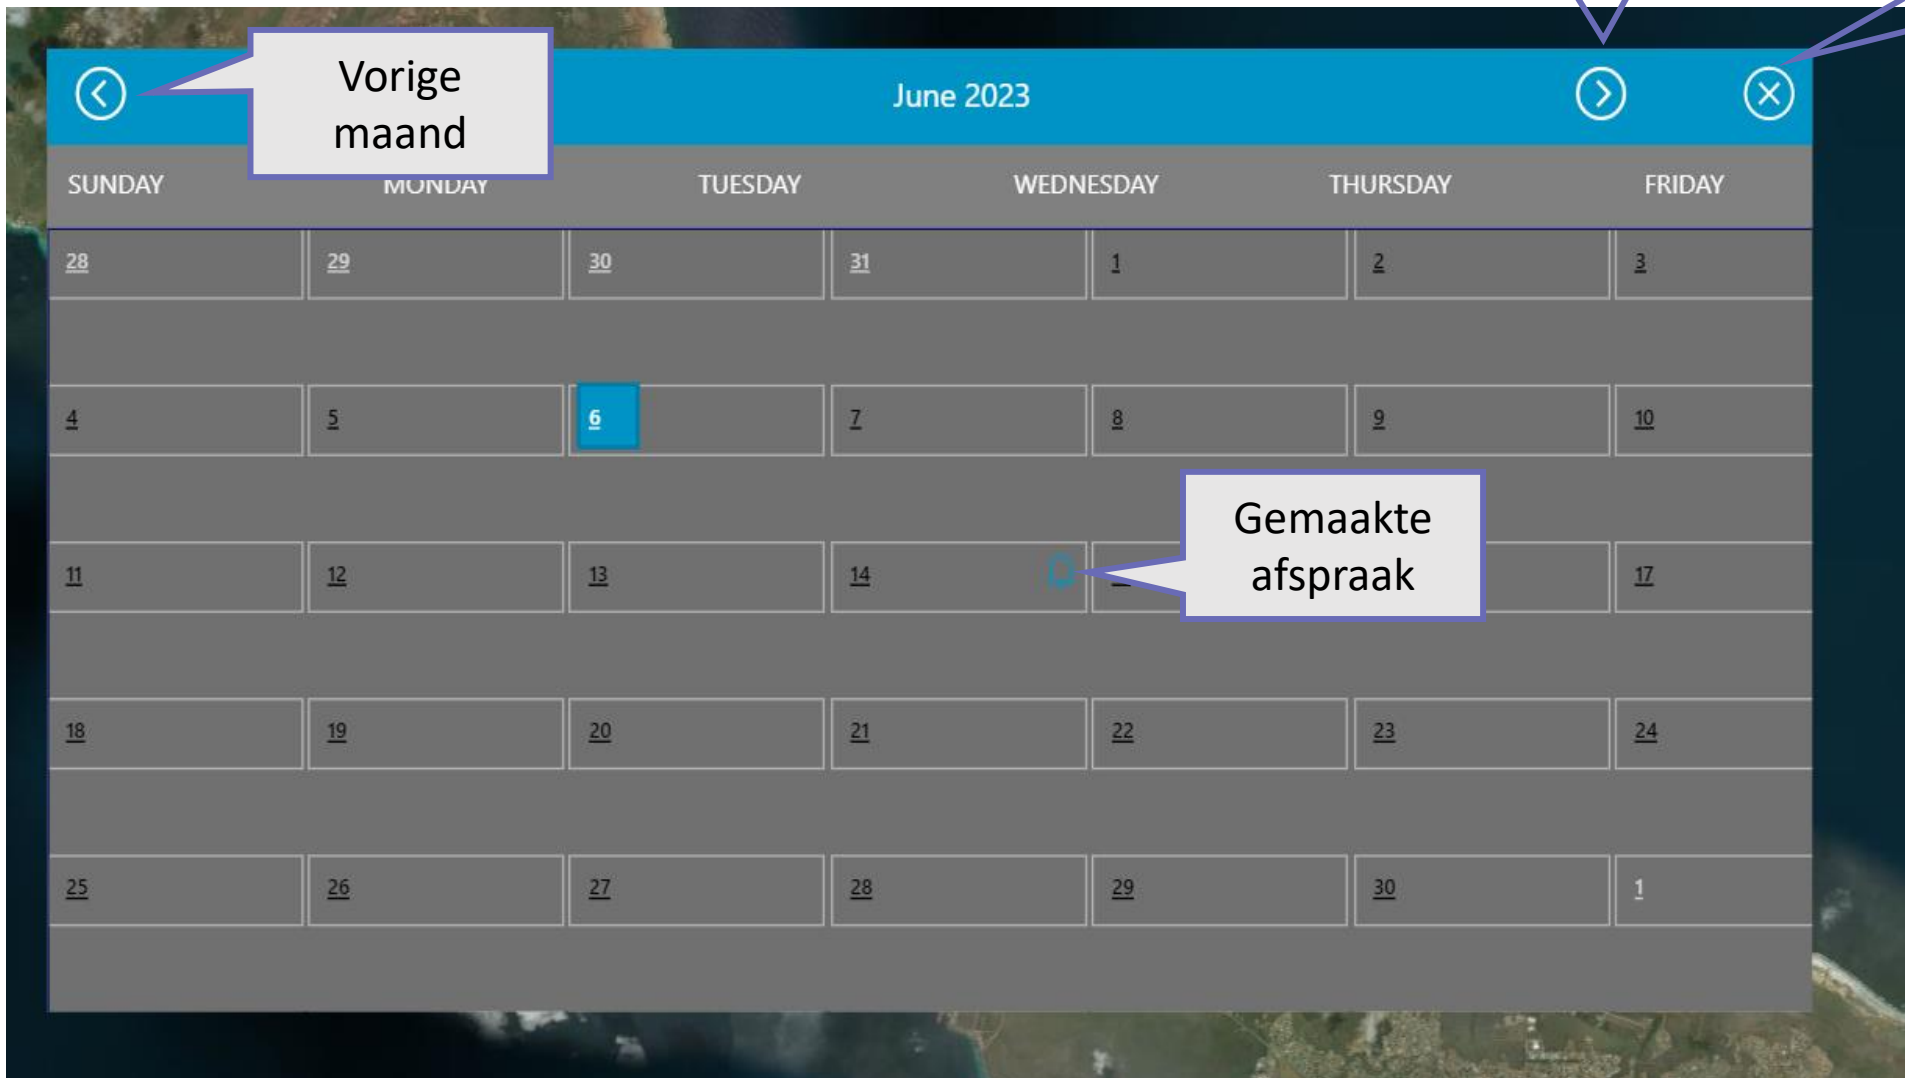 Vorige
maand
June 2023
SUNDAY MONDAY TUESDAY WEDNESDAY THURSDAY FRIDAY
28 29 30 31 1 2 3
4 5 6 7 8 9 10
Gemaakte
afspraak
11 12 13 14 17
18 19 20 21 22 23 24
25 26 27 28 29 30 1